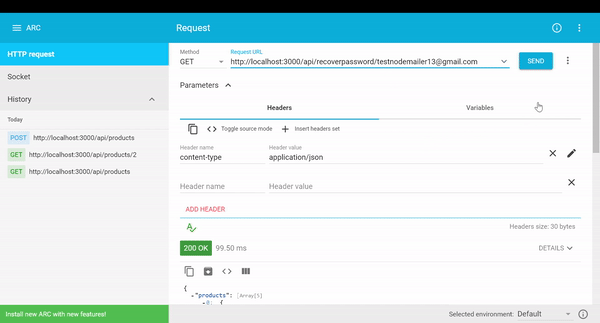 ARC
Request
HTTP request
Socket
History
Today
POST http://localhost:3000/api/products
GET http://localhost:3000/api/products/2
GET http://localhost:3000/api/products
Install new ARC with new features!
Method
GET
Request URL
http://localhost:3000/api/recoverpassword/testnodemailer13@gmail.com
SEND
Parameters
Headers
Variables
Toggle source mode
Insert headers set
Header name
content-type
Header value
application/json
Header name
Header value
ADD HEADER
Headers size: 30 bytes
200 OK 99.50 ms
DETAILS
{
"products": [Array[5]
0: {
Selected environment: Default